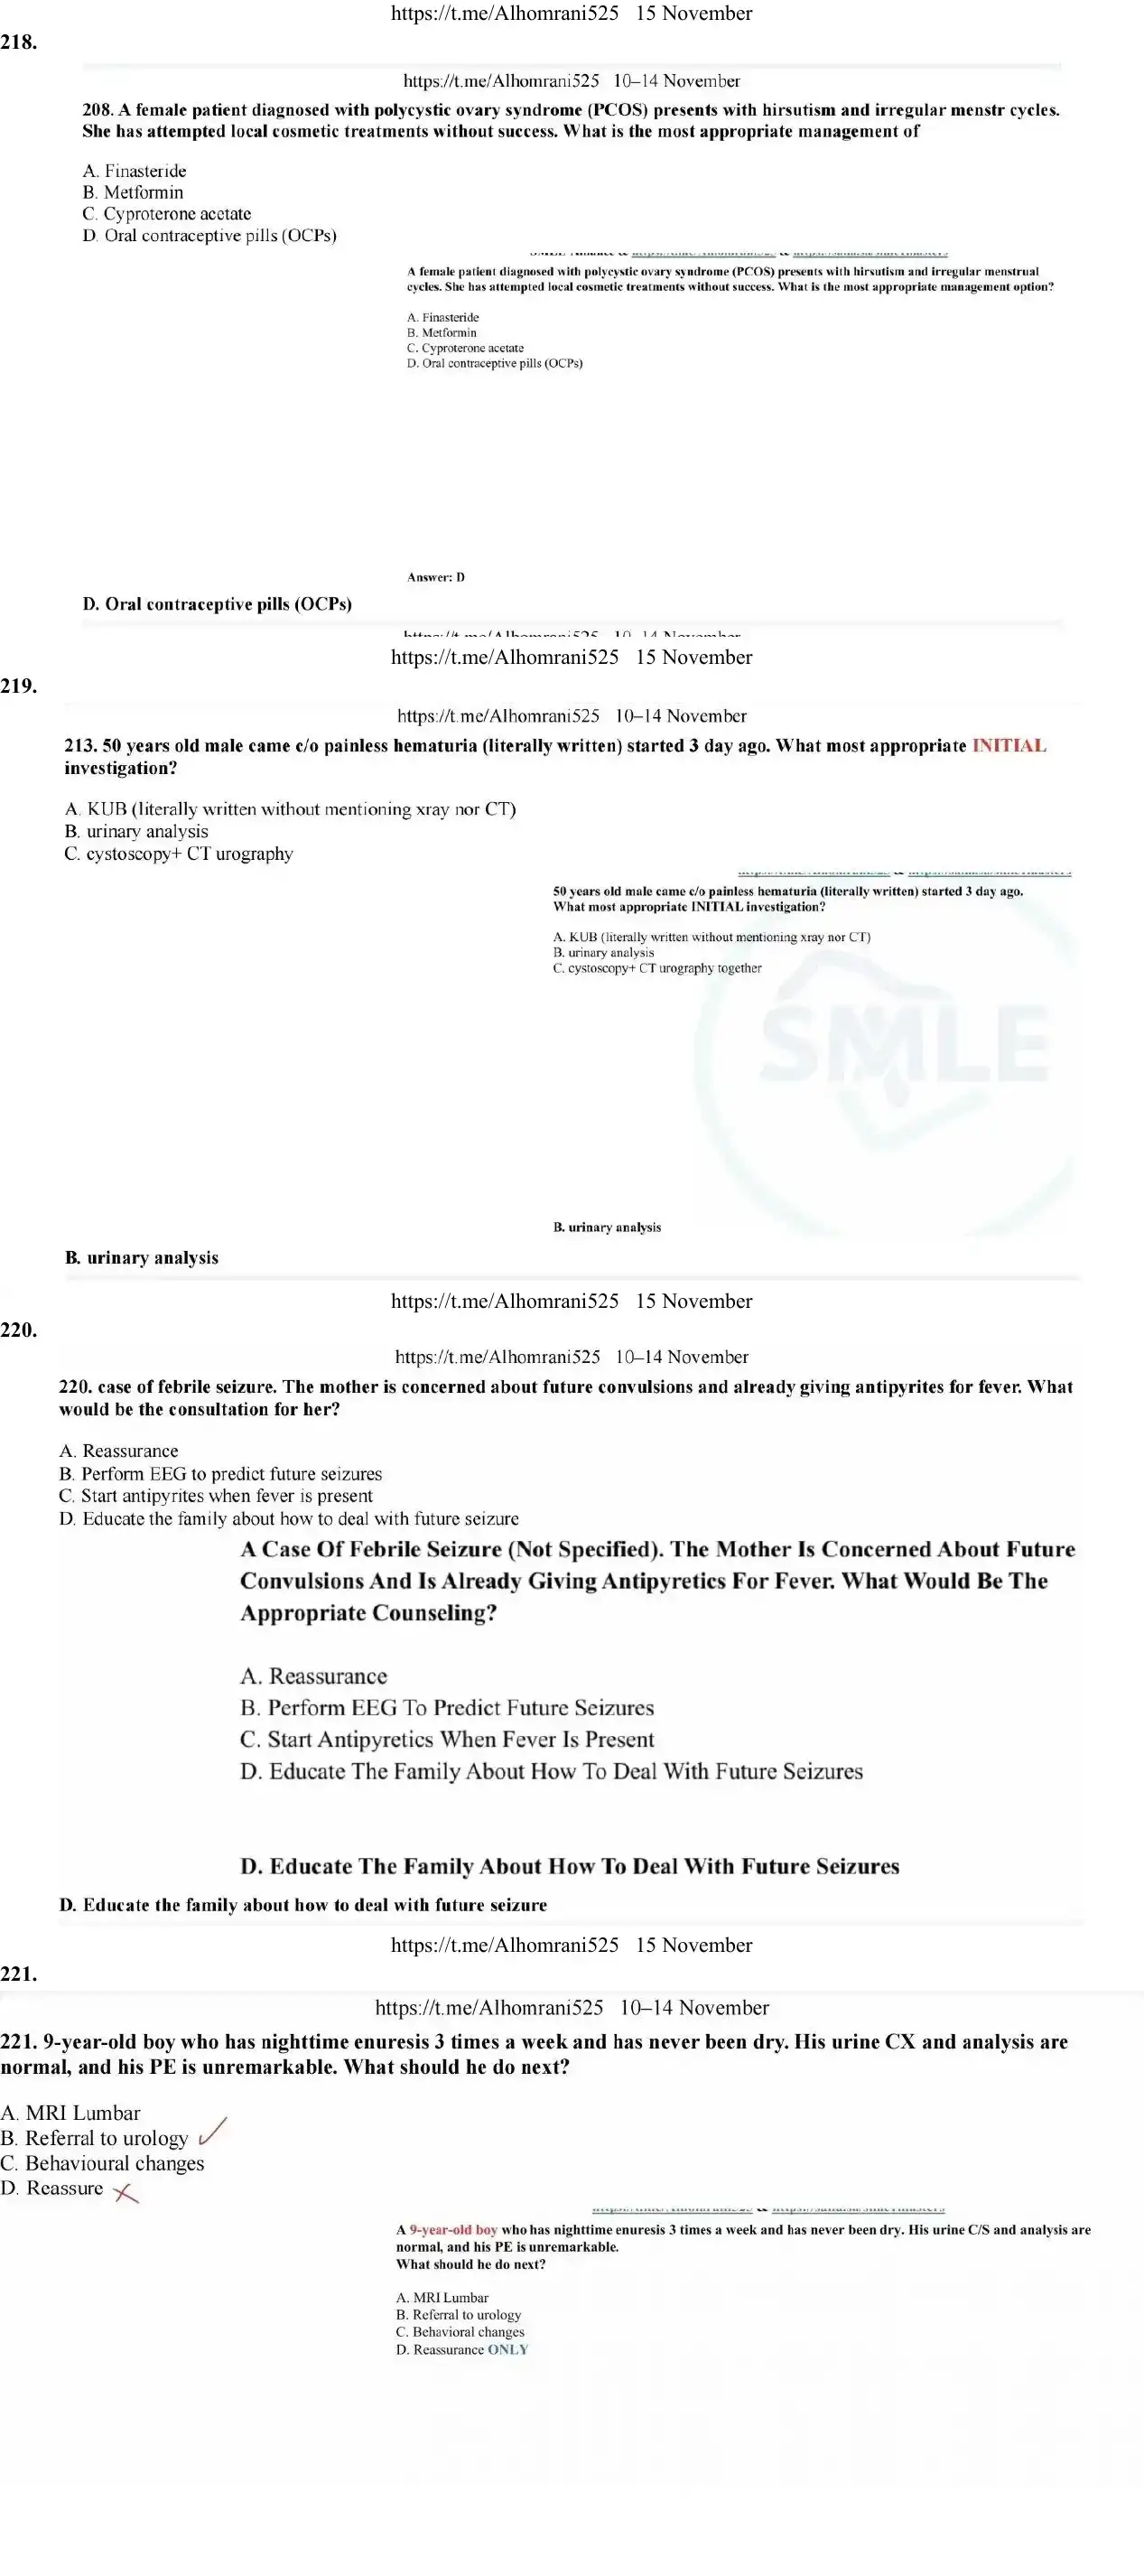 https://t.me/Alhomrani525 15 November
218.
https://t.me/Alhomrani525 10–14 November
208. A female patient diagnosed with polycystic ovary syndrome (PCOS) presents with hirsutism and irregular menstr cycles.
She has attempted local cosmetic treatments without success. What is the most appropriate management of
A. Finasteride
B. Metformin
C. Cyproterone acetate
D. Oral contraceptive pills (OCPs)
A female patient diagnosed with polycystic ovary syndrome (PCOS) presents with hirsutism and irregular menstrual
cycles. She has attempted local cosmetic treatments without success. What is the most appropriate management option?
A. Finasteride
B. Metformin
C. Cyproterone acetate
D. Oral contraceptive pills (OCPs)
Answer: D
D. Oral contraceptive pills (OCPs)
https://t.me/Alhomrani525 10–14 November
https://t.me/Alhomrani525 15 November
219.
https://t.me/Alhomrani525 10–14 November
213. 50 years old male came c/o painless hematuria (literally written) started 3 day ago. What most appropriate INITIAL
investigation?
A. KUB (literally written without mentioning xray nor CT)
B. urinary analysis
C. cystoscopy+ CT urography
50 years old male came c/o painless hematuria (literally written) started 3 day ago.
What most appropriate INITIAL investigation?
A. KUB (literally written without mentioning xray nor CT)
B. urinary analysis
C. cystoscopy+ CT urography together
SMLE
B. urinary analysis
B. urinary analysis
https://t.me/Alhomrani525 15 November
220.
https://t.me/Alhomrani525 10–14 November
220. case of febrile seizure. The mother is concerned about future convulsions and already giving antipyrites for fever. What
would be the consultation for her?
A. Reassurance
B. Perform EEG to predict future seizures
C. Start antipyrites when fever is present
D. Educate the family about how to deal with future seizure
A Case Of Febrile Seizure (Not Specified). The Mother Is Concerned About Future
Convulsions And Is Already Giving Antipyretics For Fever. What Would Be The
Appropriate Counseling?
A. Reassurance
B. Perform EEG To Predict Future Seizures
C. Start Antipyretics When Fever Is Present
D. Educate The Family About How To Deal With Future Seizures
D. Educate The Family About How To Deal With Future Seizures
D. Educate the family about how to deal with future seizure
https://t.me/Alhomrani525 15 November
221.
https://t.me/Alhomrani525 10–14 November
221. 9-year-old boy who has nighttime enuresis 3 times a week and has never been dry. His urine CX and analysis are
normal, and his PE is unremarkable. What should he do next?
A. MRI Lumbar
B. Referral to urology
C. Behavioural changes
D. Reassure
A 9-year-old boy who has nighttime enuresis 3 times a week and has never been dry. His urine C/S and analysis are
normal, and his PE is unremarkable.
What should he do next?
A. MRI Lumbar
B. Referral to urology
C. Behavioral changes
D. Reassurance ONLY